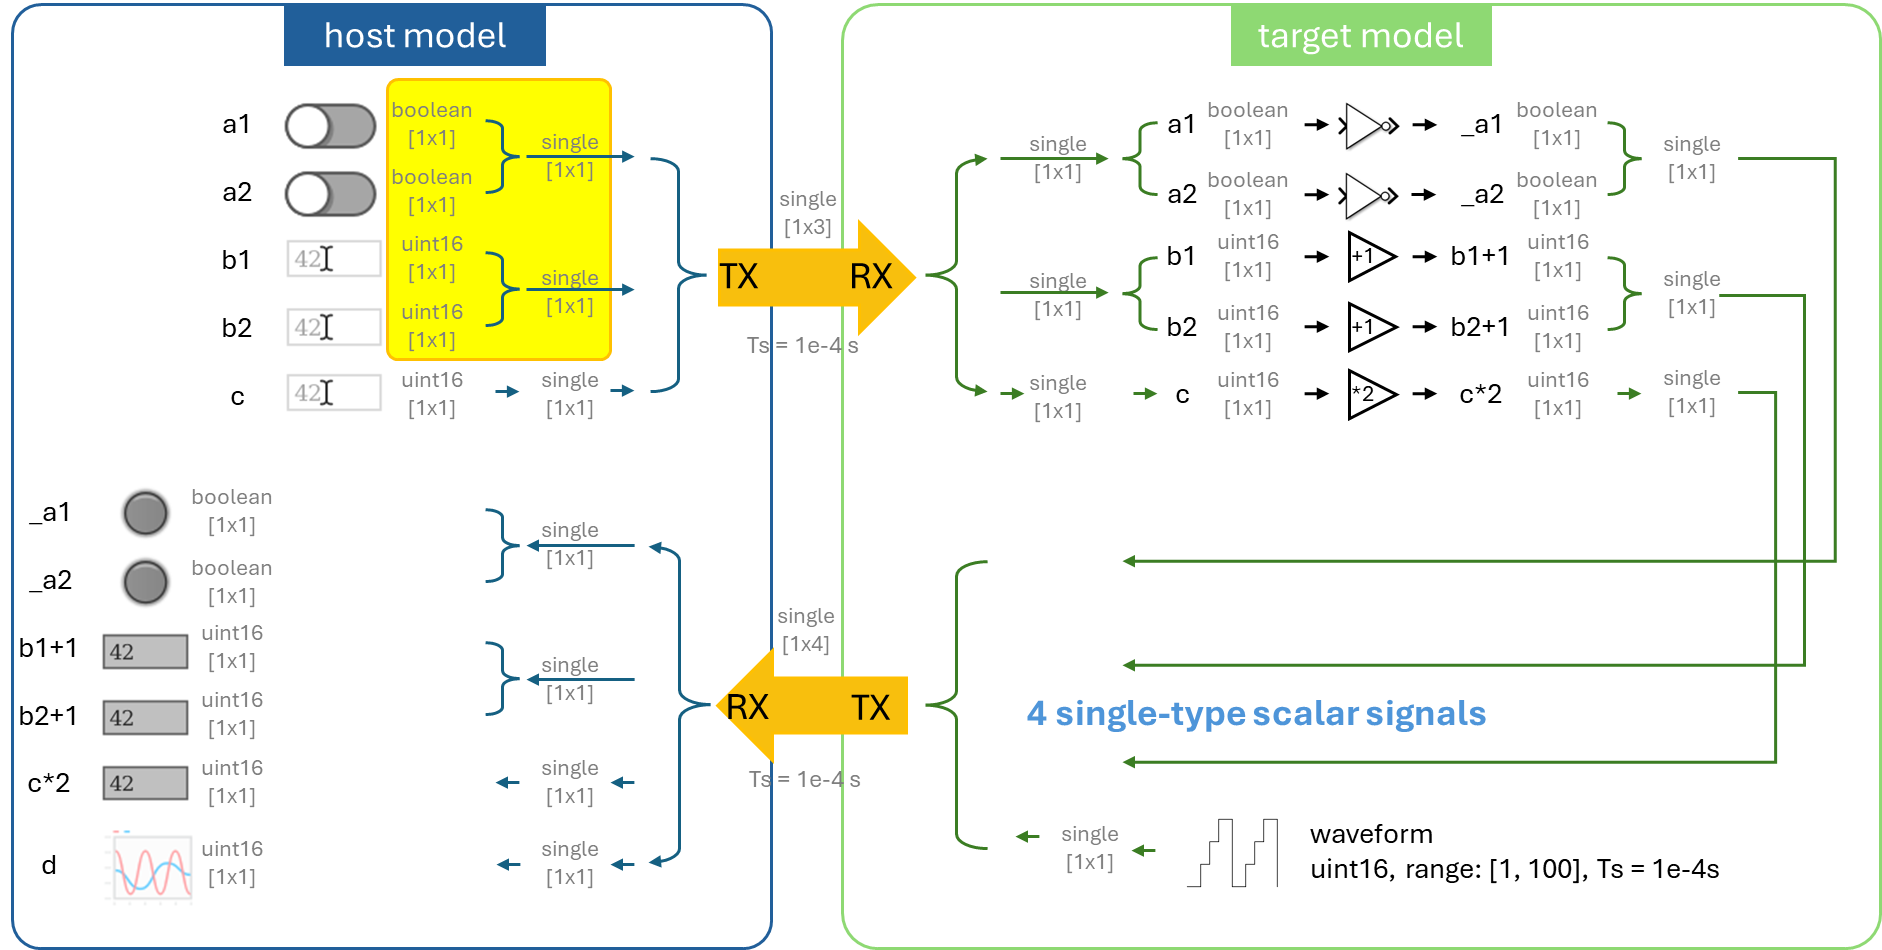 host model
target model
a1
boolean
[1x1]
single
[1x1]
a2
boolean
[1x1]
b1
42
uint16
[1x1]
single
[1x1]
b2
42
uint16
[1x1]
c
42
uint16
[1x1]
single
[1x1]
single
[1x3]
TX
RX
Ts = 1e-4 s
single
[1x1]
a1
boolean
[1x1]
_a1
boolean
[1x1]
single
[1x1]
a2
boolean
[1x1]
_a2
boolean
[1x1]
single
[1x1]
b1
uint16
[1x1]
+1
b1+1
uint16
[1x1]
single
[1x1]
b2
uint16
[1x1]
+1
b2+1
uint16
[1x1]
single
[1x1]
c
uint16
[1x1]
*2
c*2
uint16
[1x1]
single
[1x1]
_a1
boolean
[1x1]
single
[1x1]
_a2
boolean
[1x1]
b1+1
42
uint16
[1x1]
single
[1x1]
b2+1
42
uint16
[1x1]
c*2
42
uint16
[1x1]
single
[1x1]
d
uint16
[1x1]
single
[1x1]
single
[1x4]
RX
TX
Ts = 1e-4 s
4 single-type scalar signals
single
[1x1]
waveform
uint16, range: [1, 100], Ts = 1e-4s